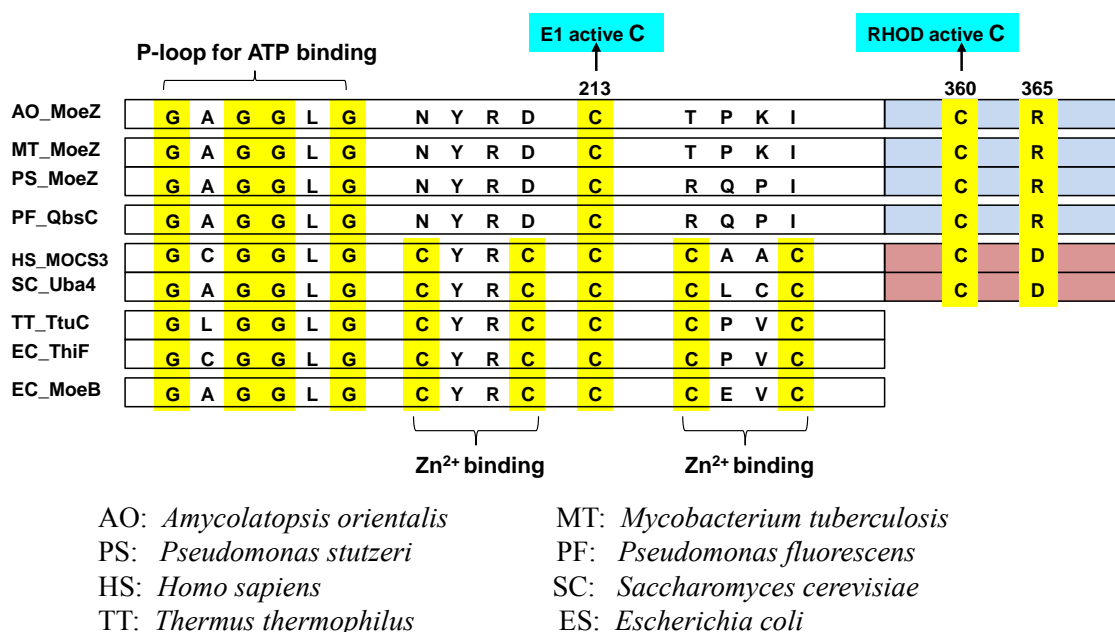 E1 active C
RHOD active C
P-loop for ATP binding
213 360 365
AO_MoeZ G A G G L G N Y R D C T P K I C R
MT_MoeZ G A G G L G N Y R D C T P K I C R
PS_MoeZ G A G G L G N Y R D C R Q P I C R
PF_QbsC G A G G L G N Y R D C R Q P I C R
HS_MOCS3 G C G G L G C Y R C C C A A C C D
SC_Uba4 G A G G L G C Y R C C C L C C C D
TT_TtuC G L G G L G C Y R C C C P V C
EC_ThiF G C G G L G C Y R C C C P V C
EC_MoeB G A G G L G C Y R C C C E V C
Zn²⁺ binding Zn²⁺ binding
AO: Amycolatopsis orientalis MT: Mycobacterium tuberculosis
PS: Pseudomonas stutzeri PF: Pseudomonas fluorescens
HS: Homo sapiens SC: Saccharomyces cerevisiae
TT: Thermus thermophilus ES: Escherichia coli